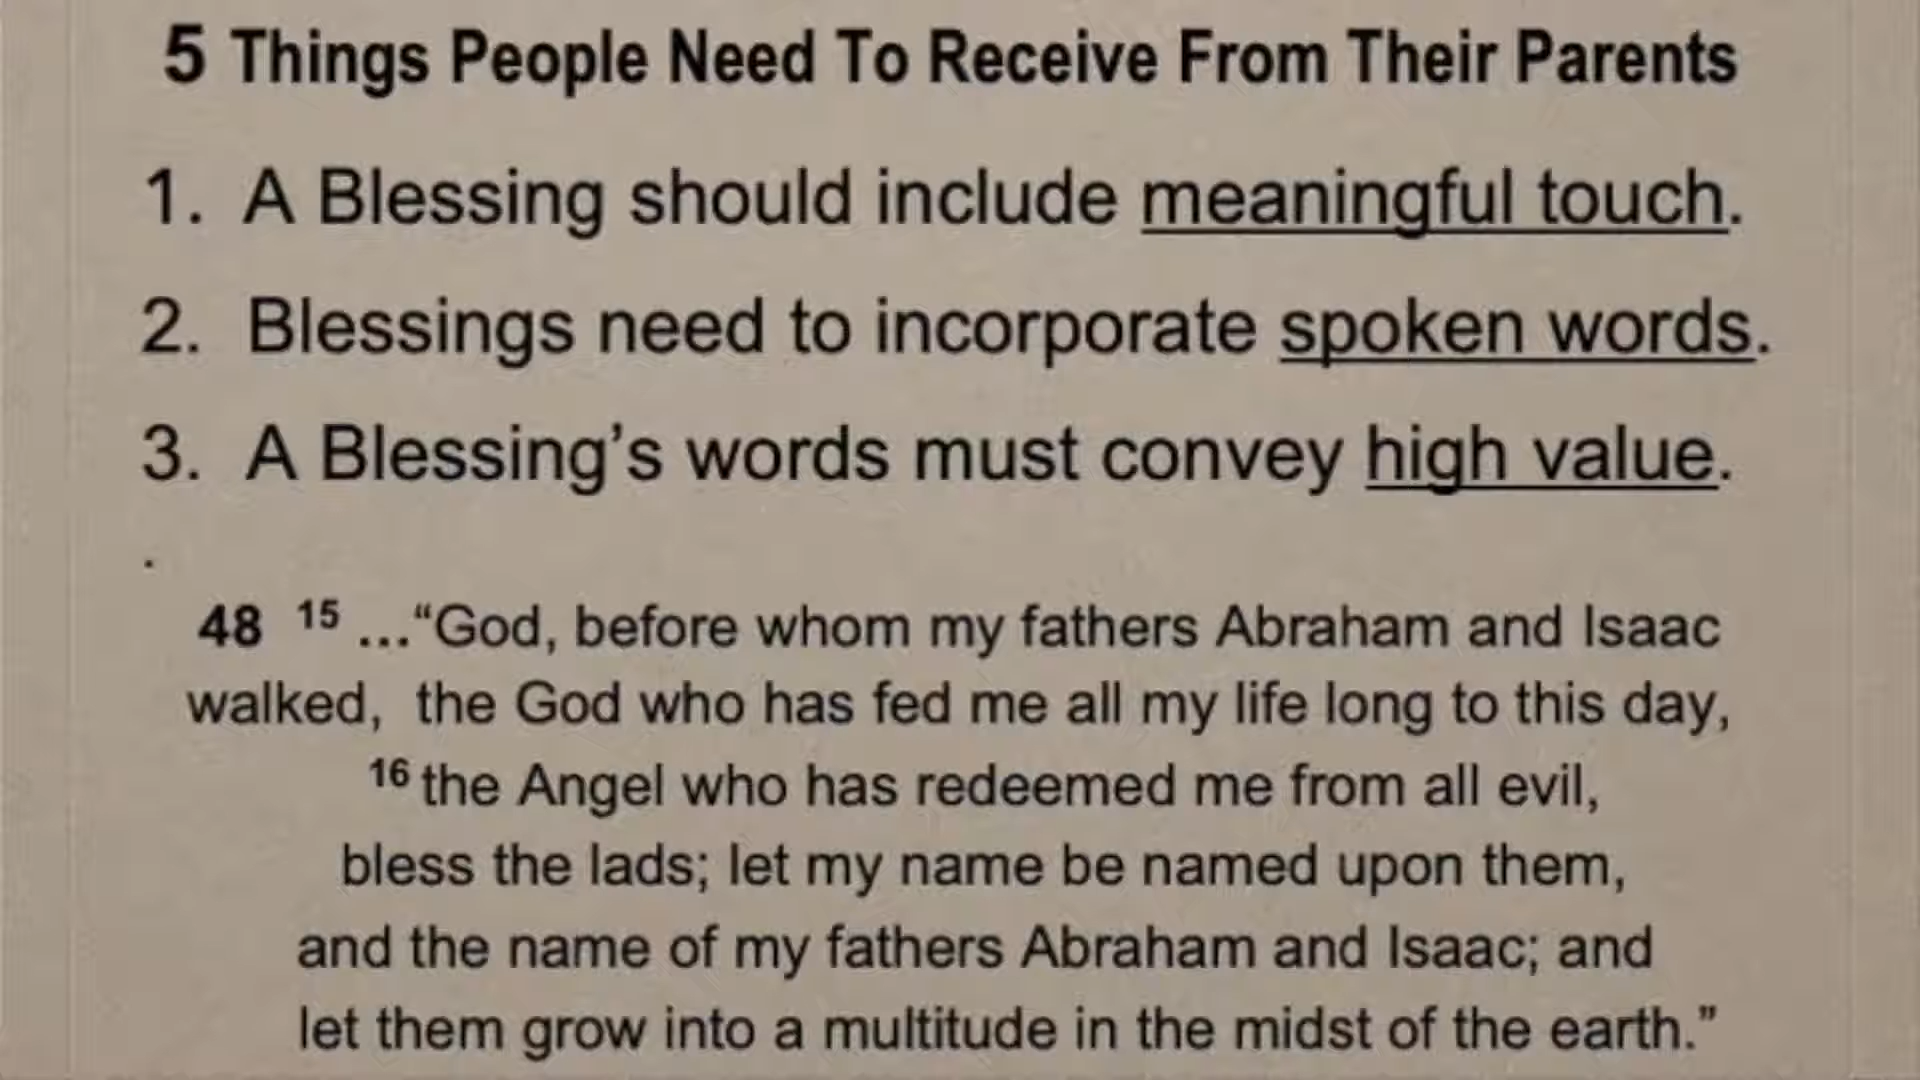 5 Things People Need To Receive From Their Parents
1. A Blessing should include meaningful touch.
2. Blessings need to incorporate spoken words.
3. A Blessing’s words must convey high value.
.
48 15 ...“God, before whom my fathers Abraham and Isaac
walked, the God who has fed me all my life long to this day,
16 the Angel who has redeemed me from all evil,
bless the lads; let my name be named upon them,
and the name of my fathers Abraham and Isaac; and
let them grow into a multitude in the midst of the earth.”